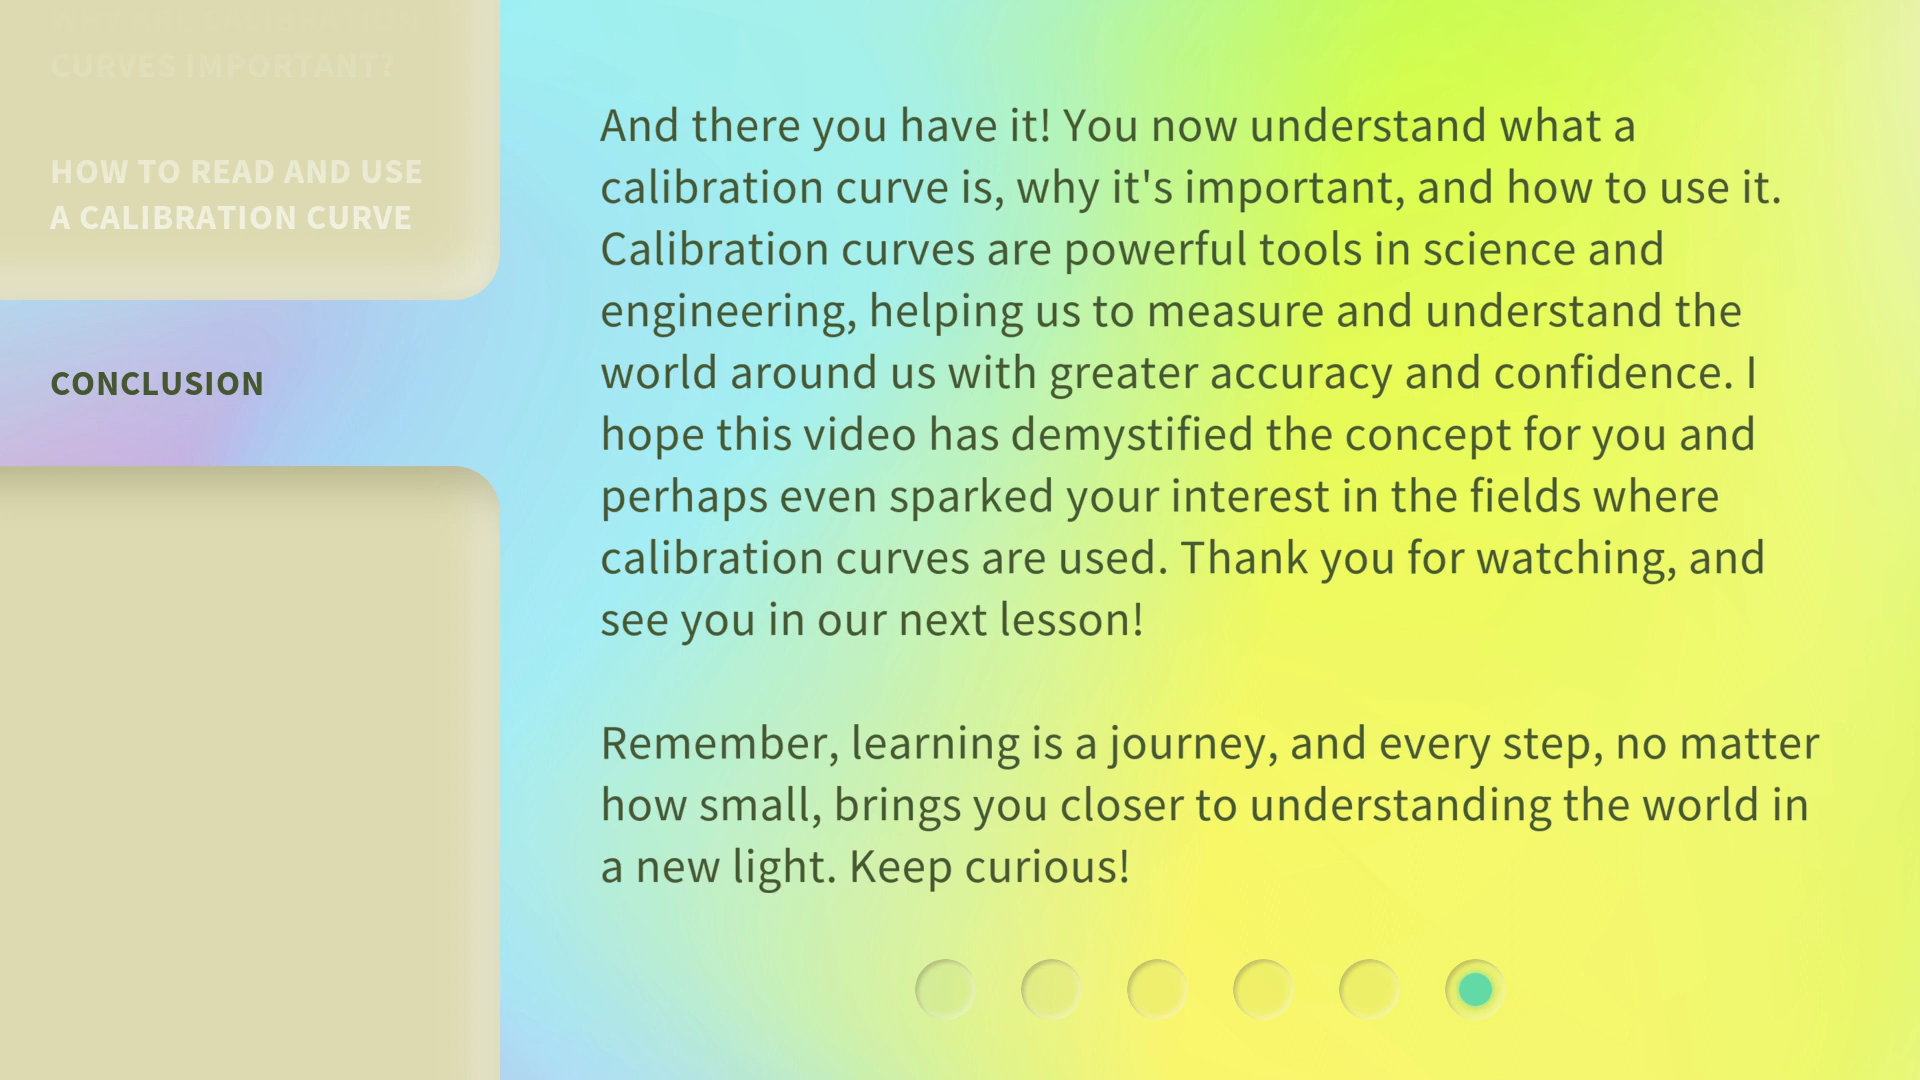 CURVES IMPORTANT?
HOW TO READ AND USE
A CALIBRATION CURVE
CONCLUSION
And there you have it! You now understand what a
calibration curve is, why it's important, and how to use it.
Calibration curves are powerful tools in science and
engineering, helping us to measure and understand the
world around us with greater accuracy and confidence. I
hope this video has demystified the concept for you and
perhaps even sparked your interest in the fields where
calibration curves are used. Thank you for watching, and
see you in our next lesson!
Remember, learning is a journey, and every step, no matter
how small, brings you closer to understanding the world in
a new light. Keep curious!